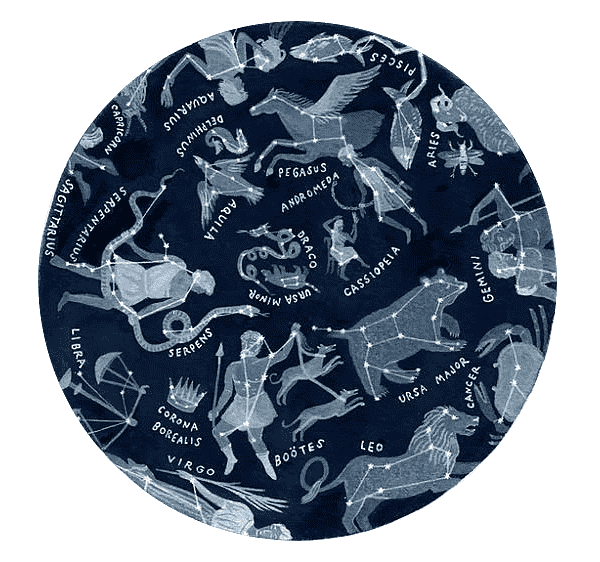 PISCES
AQUARIUS
CAPRICORN
DELPHINUS
ARIES
PEGASUS
ANDROMEDA
SAGITTARIUS
SERPENTARIUS
AQUILA
DRACO
CASSIOPEIA
GEMINI
URSA MINOR
SERPENS
LIBRA
URSA MAJOR
CANCER
CORONA
BOREALIS
BOÖTES
LEO
VIRGO